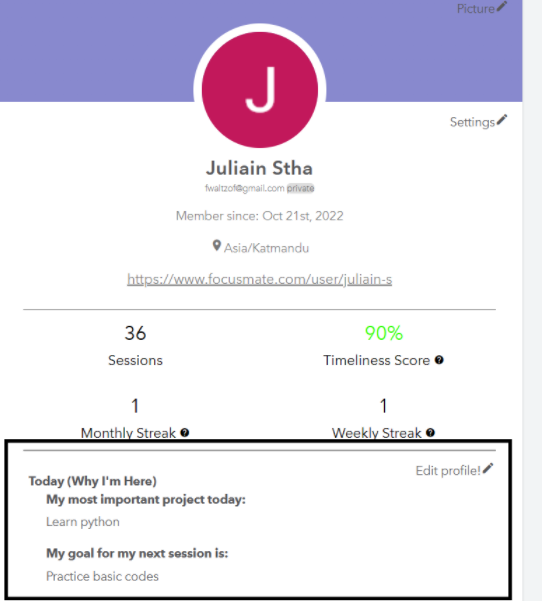 Picture
J
Settings
Juliain Stha
fwaltzof@gmail.com private
Member since: Oct 21st, 2022
Asia/Katmandu
https://www.focusmate.com/user/juliain-s
36 90%
Sessions Timeliness Score ?
1 1
Monthly Streak ? Weekly Streak ?
Edit profile!
Today (Why I'm Here)
My most important project today:
Learn python
My goal for my next session is:
Practice basic codes